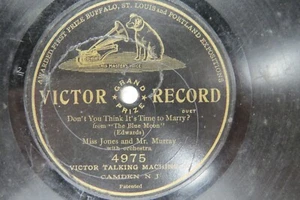 AWARDED FIRST PRIZE BUFFALO, ST. LOUIS and PORTLAND EXPOSITIONS
HIS MASTER'S VOICE
VICTOR GRAND PRIZE RECORD
DUET
Don't You Think It's Time to Marry?
from "The Blue Moon"
(Edwards)
Miss Jones and Mr. Murray
with orchestra
4975
VICTOR TALKING MACHINE
CAMDEN N J
Patented